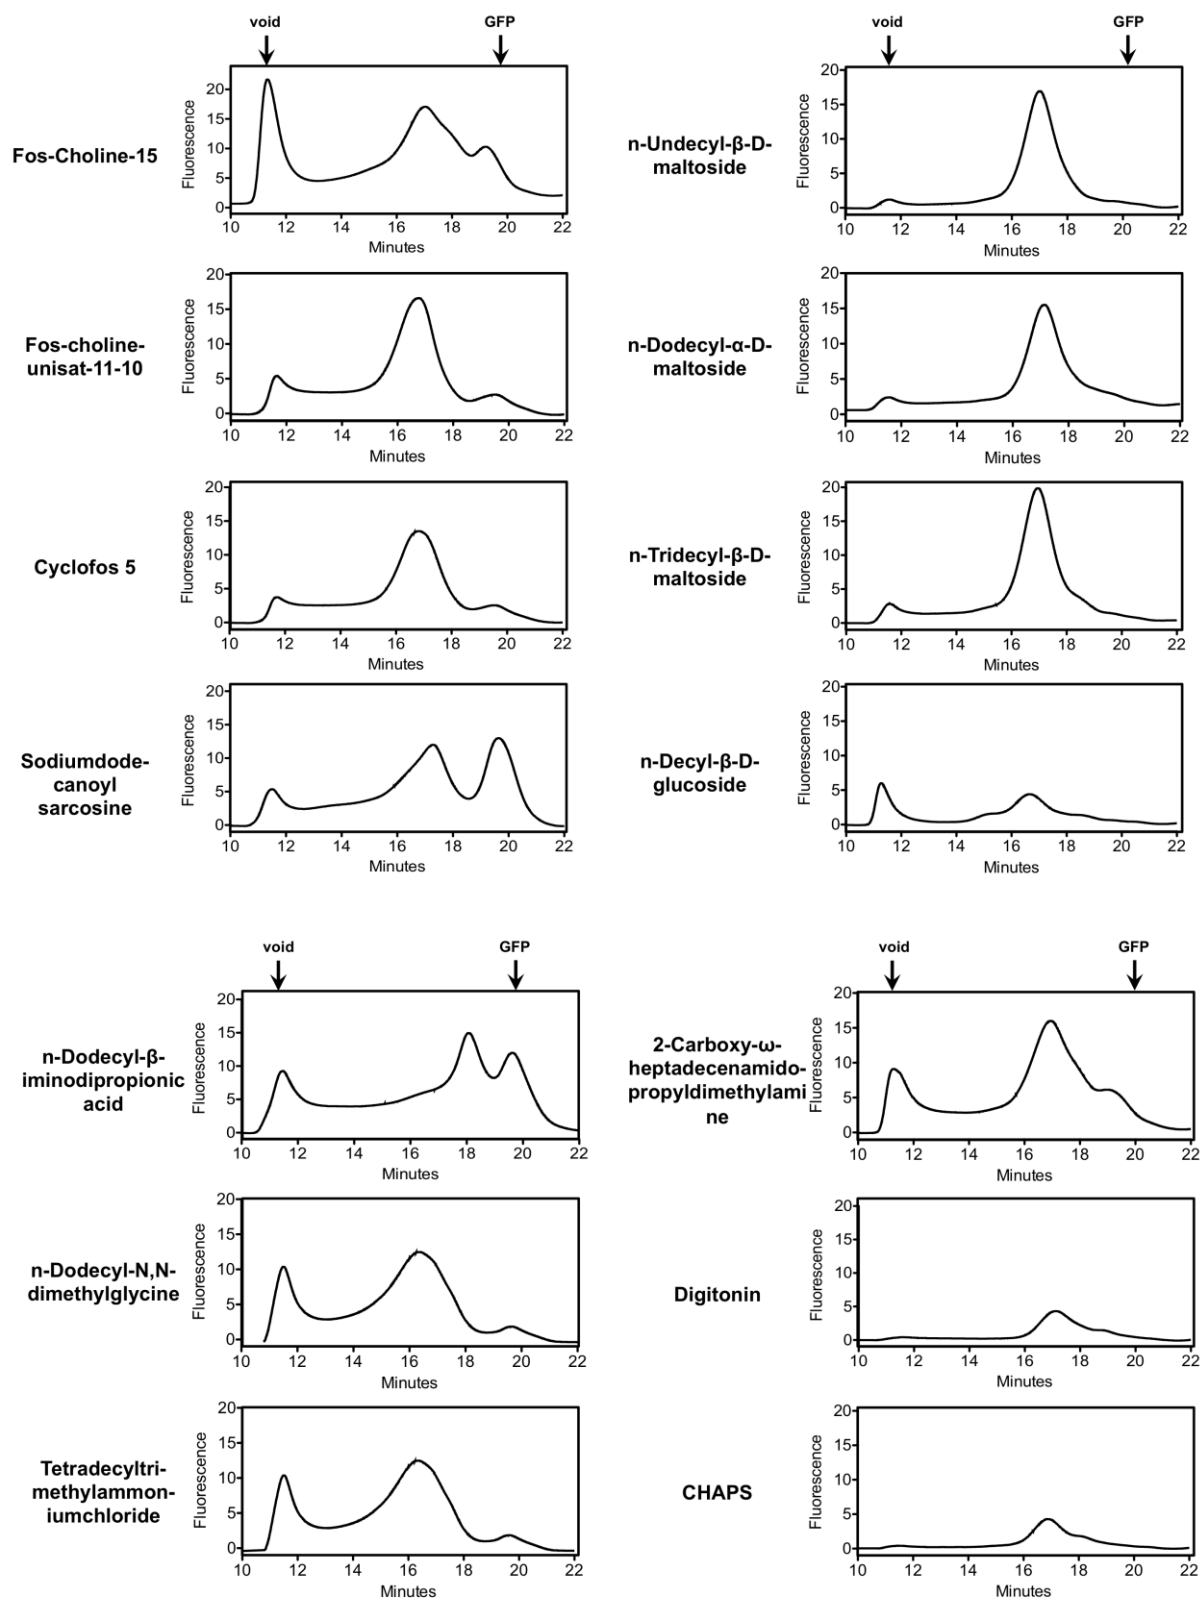 void
GFP
Fos-Choline-15
Fluorescence
20
15
10
5
0
10 12 14 16 18 20 22
Minutes
Fos-choline-
unisat-11-10
Fluorescence
20
15
10
5
0
10 12 14 16 18 20 22
Minutes
Cyclofos 5
Fluorescence
20
15
10
5
0
10 12 14 16 18 20 22
Minutes
Sodiumdode-
canoyl
sarcosine
Fluorescence
20
15
10
5
0
10 12 14 16 18 20 22
Minutes
void
GFP
n-Undecyl-β-D-
maltoside
Fluorescence
20
15
10
5
0
10 12 14 16 18 20 22
Minutes
n-Dodecyl-α-D-
maltoside
Fluorescence
20
15
10
5
0
10 12 14 16 18 20 22
Minutes
n-Tridecyl-β-D-
maltoside
Fluorescence
20
15
10
5
0
10 12 14 16 18 20 22
Minutes
n-Decyl-β-D-
glucoside
Fluorescence
20
15
10
5
0
10 12 14 16 18 20 22
Minutes
void
GFP
n-Dodecyl-β-
iminodipropionic
acid
Fluorescence
20
15
10
5
0
10 12 14 16 18 20 22
Minutes
n-Dodecyl-N,N-
dimethylglycine
Fluorescence
20
15
10
5
0
10 12 14 16 18 20 22
Minutes
Tetradecyltri-
methylammon-
iumchloride
Fluorescence
20
15
10
5
0
10 12 14 16 18 20 22
Minutes
void
GFP
2-Carboxy-ω-
heptadecenamido-
propyldimethylami
ne
Fluorescence
20
15
10
5
0
10 12 14 16 18 20 22
Minutes
Digitonin
Fluorescence
20
15
10
5
0
10 12 14 16 18 20 22
Minutes
CHAPS
Fluorescence
20
15
10
5
0
10 12 14 16 18 20 22
Minutes